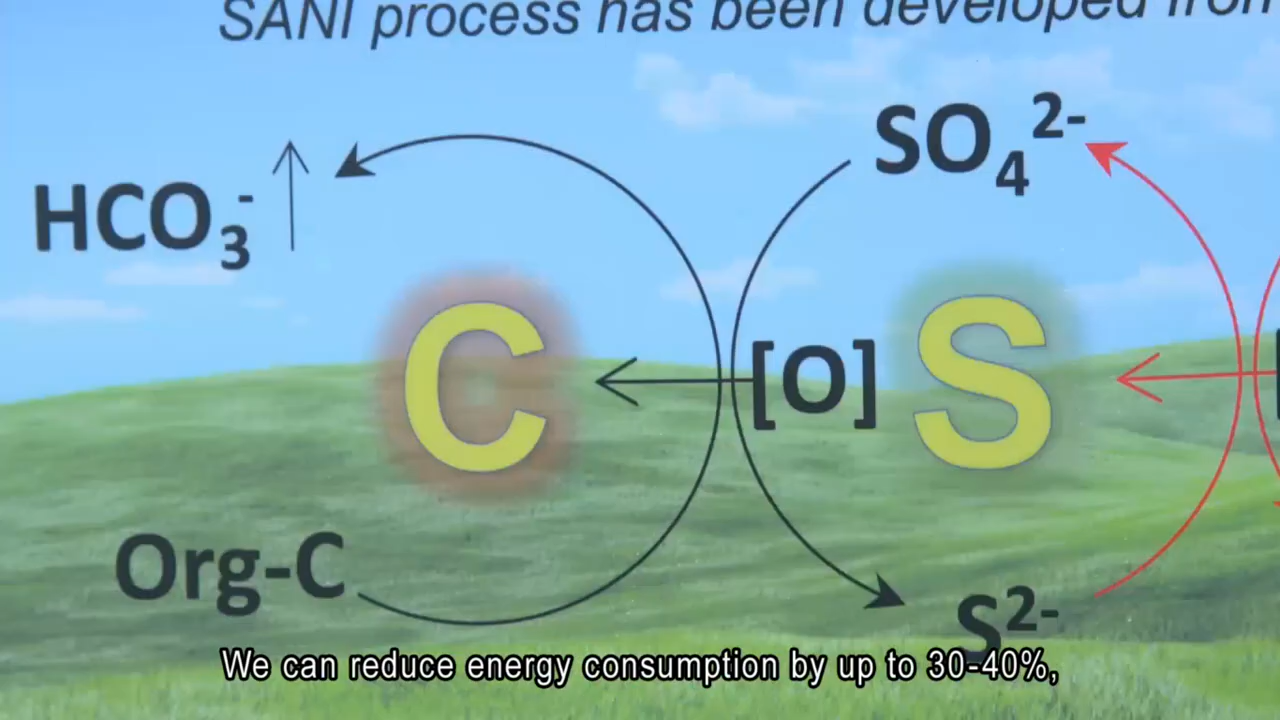 SANI process has been developed from
SO₄²⁻
HCO₃⁻
C
[O]
S
Org-C
S²⁻
We can reduce energy consumption by up to 30-40%,